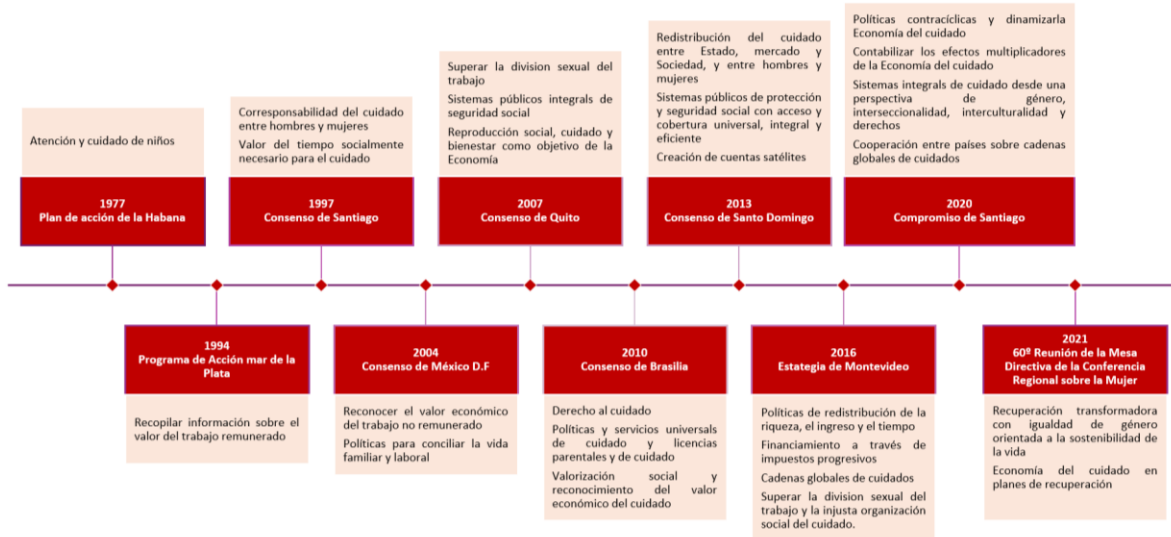 Atención y cuidado de niños
1977
Plan de acción de la Habana
Corresponsabilidad del cuidado
entre hombres y mujeres
Valor del tiempo socialmente
necesario para el cuidado
1997
Consenso de Santiago
Superar la division sexual del
trabajo
Sistemas públicos integrals de
seguridad social
Reproducción social, cuidado y
bienestar como objetivo de la
Economía
2007
Consenso de Quito
Redistribución del cuidado
entre Estado, mercado y
Sociedad, y entre hombres y
mujeres
Sistemas públicos de protección
y seguridad social con acceso y
cobertura universal, integral y
eficiente
Creación de cuentas satélites
2013
Consenso de Santo Domingo
Políticas contracíclicas y dinamizarla
Economía del cuidado
Contabilizar los efectos multiplicadores
de la Economía del cuidado
Sistemas integrals de cuidado desde una
perspectiva de género,
interseccionalidad, interculturalidad y
derechos
Cooperación entre países sobre cadenas
globales de cuidados
2020
Compromiso de Santiago
1994
Programa de Acción mar de la
Plata
Recopilar información sobre el
valor del trabajo remunerado
2004
Consenso de México D.F
Reconocer el valor económico
del trabajo no remunerado
Políticas para conciliar la vida
familiar y laboral
2010
Consenso de Brasilia
Derecho al cuidado
Políticas y servicios universals
de cuidado y licencias
parentales y de cuidado
Valorización social y
reconocimiento del valor
económico del cuidado
2016
Estategia de Montevideo
Políticas de redistribución de la
riqueza, el ingreso y el tiempo
Financiamiento a través de
impuestos progresivos
Cadenas globales de cuidados
Superar la division sexual del
trabajo y la injusta organización
social del cuidado.
2021
60º Reunión de la Mesa
Directiva de la Conferencia
Regional sobre la Mujer
Recuperación transformadora
con igualdad de género
orientada a la sostenibilidad de
la vida
Economía del cuidado en
planes de recuperación